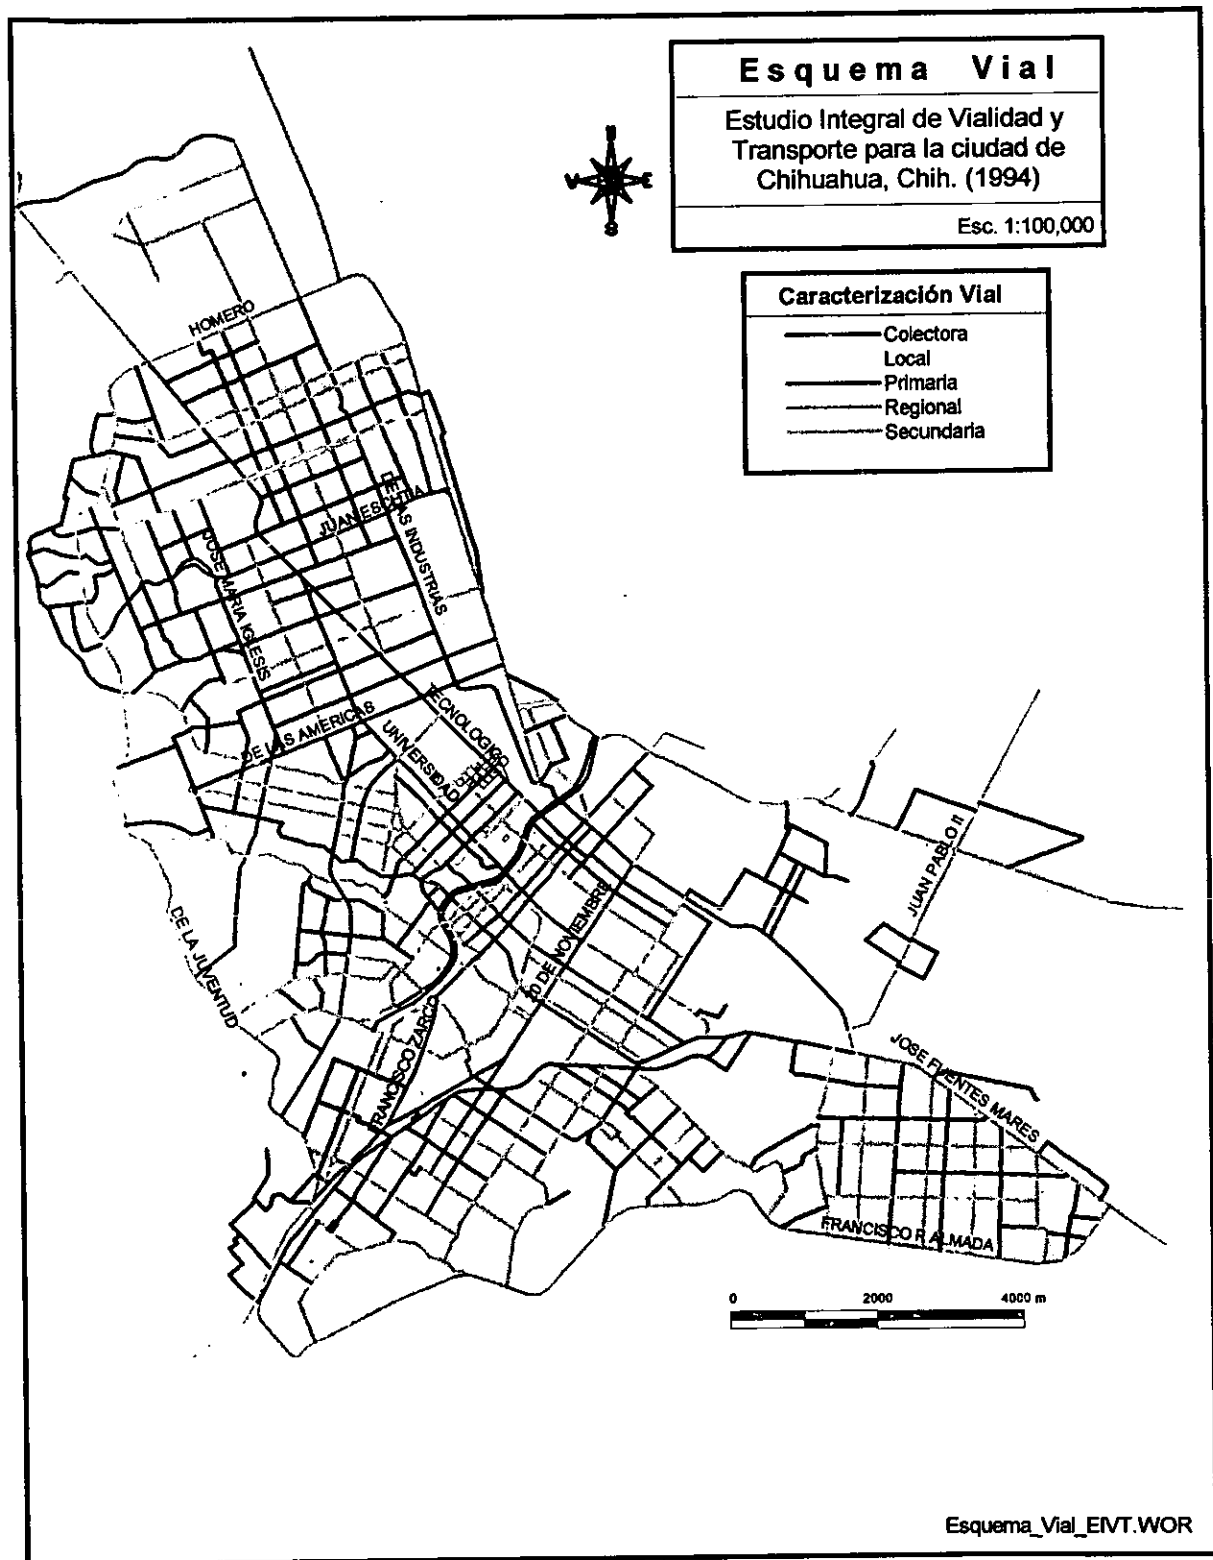 Esquema Vial
Estudio Integral de Vialidad y
Transporte para la ciudad de
Chihuahua, Chih. (1994)
Esc. 1:100,000
N
V E
S
Caracterización Vial
Colectora
Local
Primaria
Regional
Secundaria
HOMERO
JUAN ESCUTIA
DE LAS INDUSTRIAS
JOSE MARIA IGLESIS
DE LAS AMERICAS
TECNOLOGICO
UNIVERSIDAD
JUAN PABLO II
DE LA JUVENTUD
20 DE NOVIEMBRE
FRANCISCO ZARCO
JOSE FUENTES MARES
FRANCISCO R ALMADA
0 2000 4000 m
Esquema_Vial_EIVT.WOR